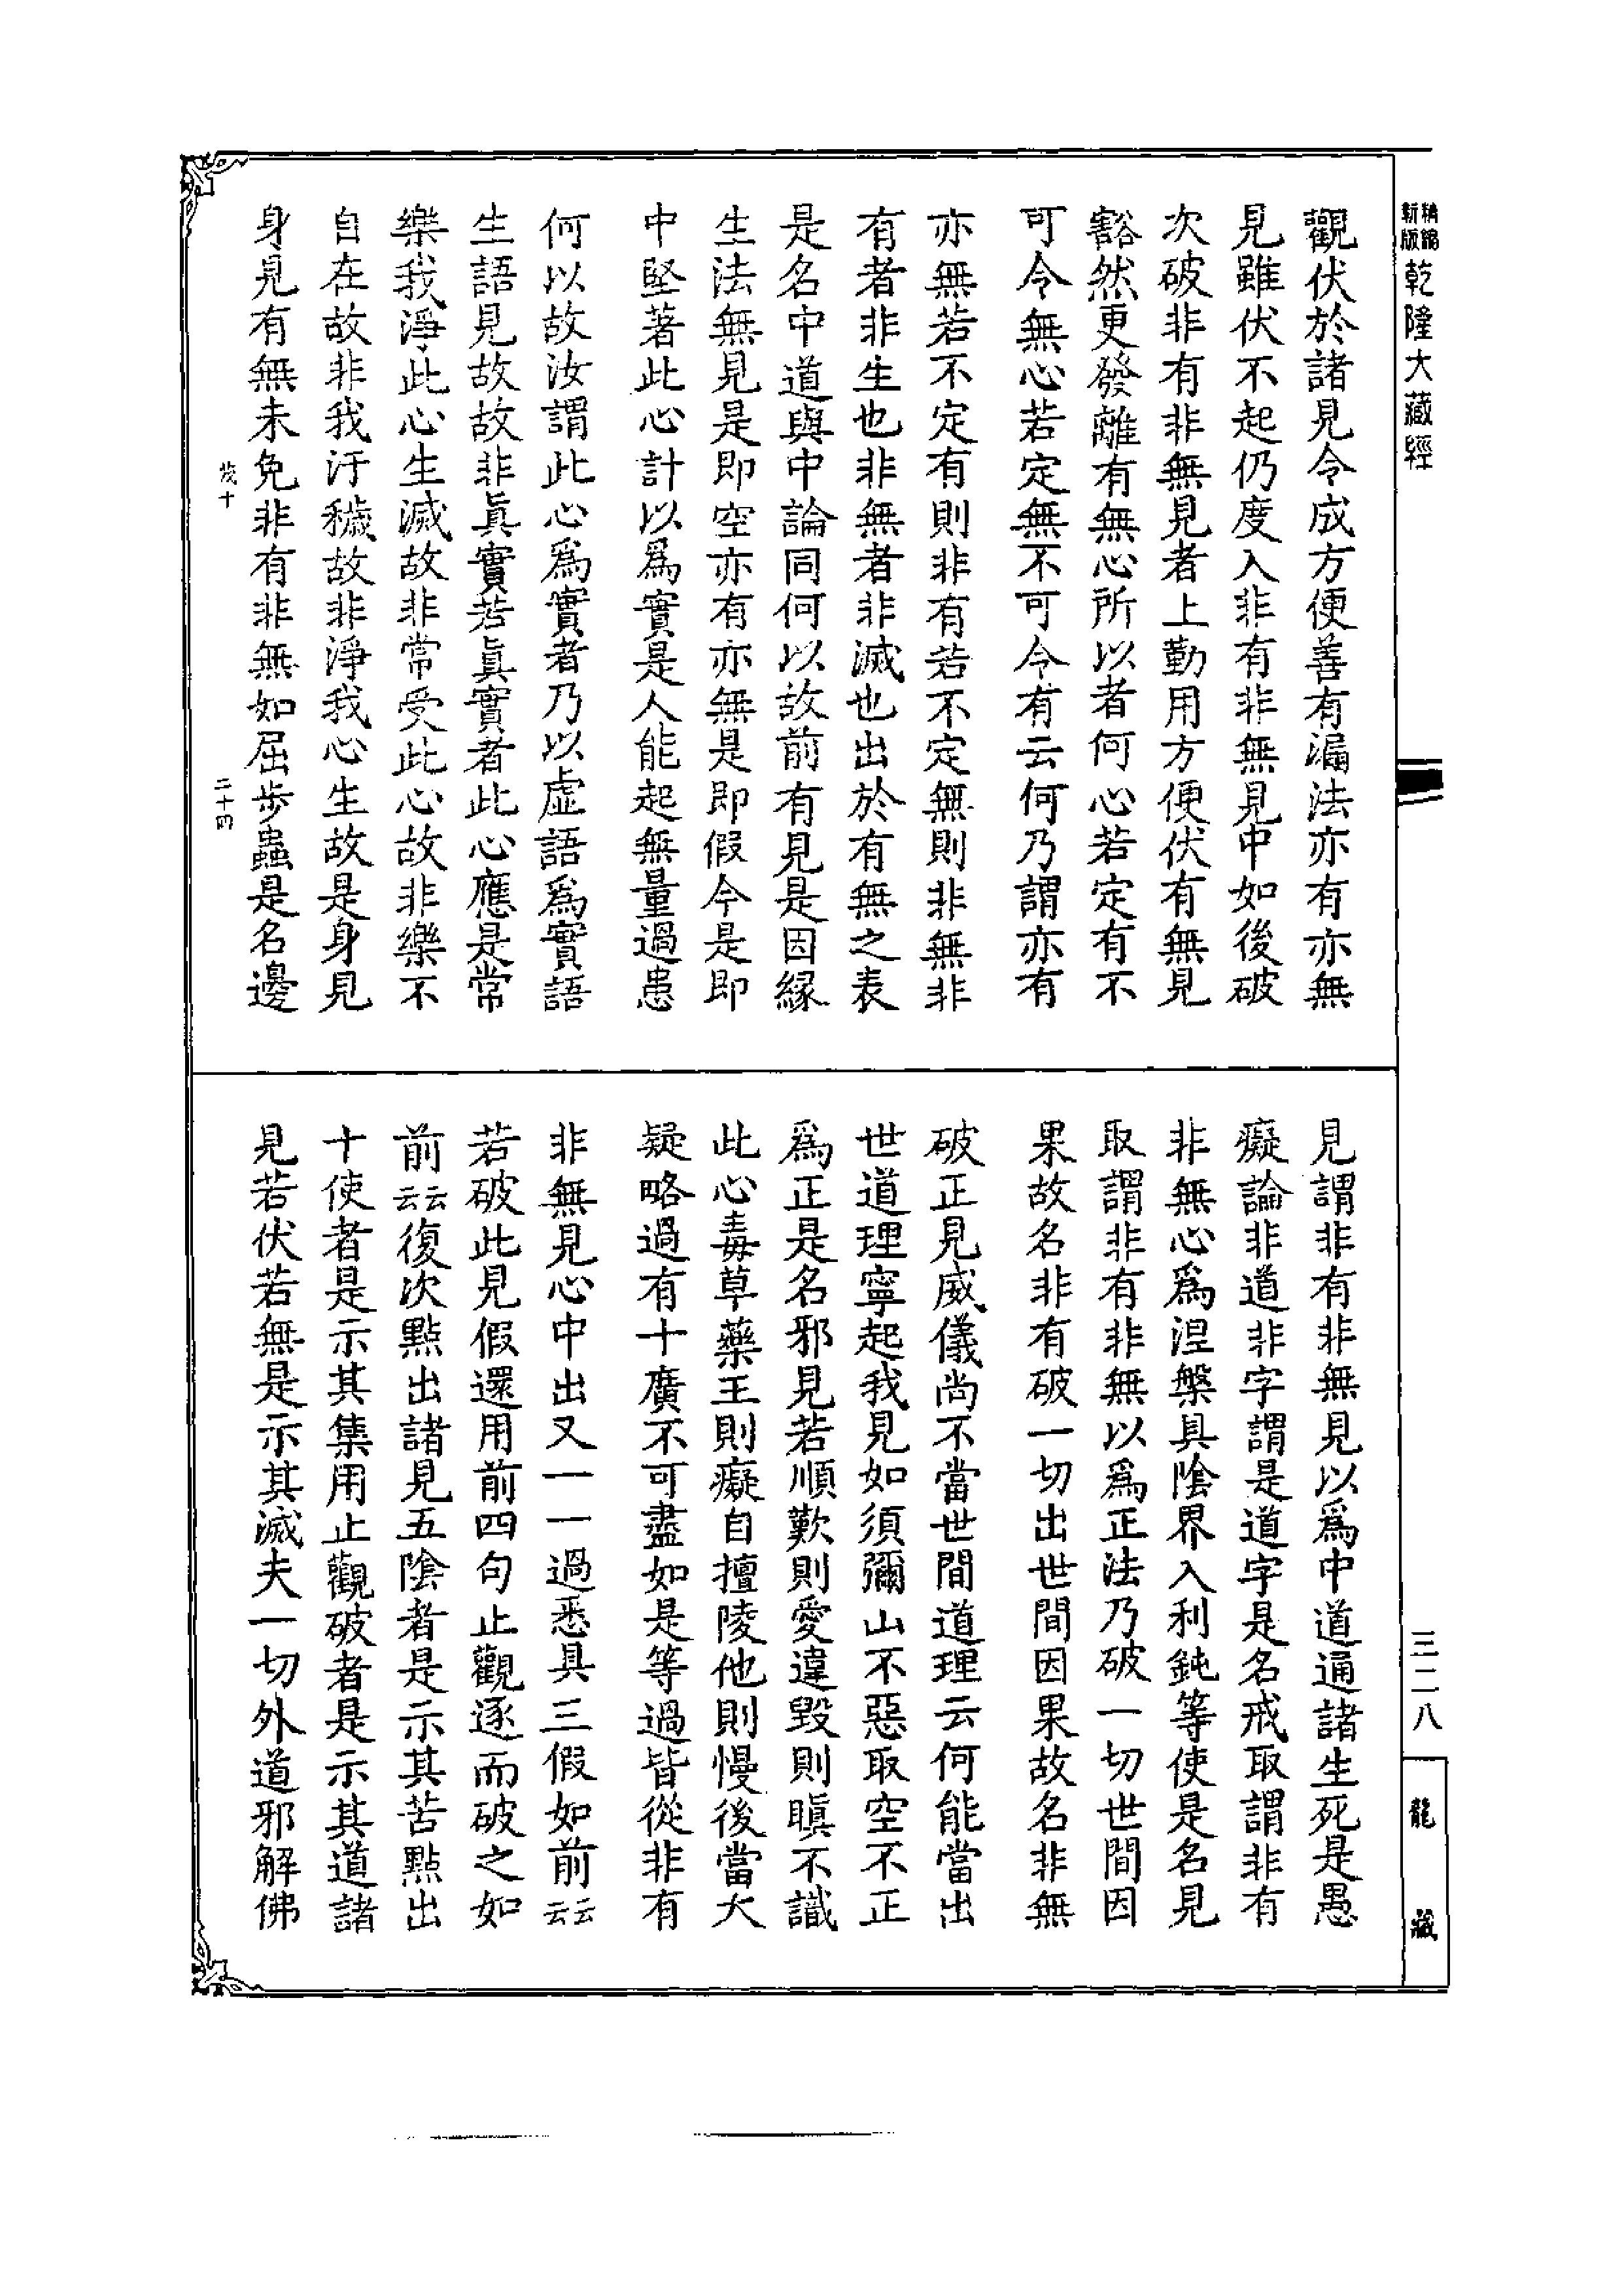 精縮
新版
乾隆大藏經
觀伏於諸見令成方便善有漏法亦有亦無
見雖伏不起仍度入非有非無見中如後破
次破非有非無見者上勤用方便伏有無見
豁然更發離有無心所以者何心若定有不
可令無心若定無不可令有云何乃謂亦有
亦無若不定有則非有若不定無則非無非
有者非生也非無者非滅也出於有無之表
是名中道與中論同何以故前有見是因緣
生法無見是即空亦有亦無是即假今是即
中堅著此心計以爲實是人能起無量過患
何以故汝謂此心爲實者乃以虛語爲實語
生語見故故非眞實若眞實者此心應是常
樂我淨此心生滅故非常受此心故非樂不
自在故非我汙穢故非淨我心生故是身見
身見有無未免非有非無如屈步蟲是名邊
茂十
二十四
見謂非有非無見以爲中道通諸生死是愚
癡論非道非字謂是道字是名戒取謂非有
非無心爲涅槃具陰界入利鈍等使是名見
取謂非有非無以爲正法乃破一切世間因
果故名非有破一切出世間因果故名非無
破正見威儀尚不當世間道理云何能當出
世道理寧起我見如須彌山不惡取空不正
爲正是名邪見若順歎則愛違毀則瞋不識
此心毒草藥王則癡自擅陵他則慢後當大
疑略過有十廣不可盡如是等過皆從非有
非無見心中出又一一過悉具三假如前云云
若破此見假還用前四句止觀逐而破之如
前云云復次點出諸見五陰者是示其苦點出
十使者是示其集用止觀破者是示其道諸
見若伏若無是示其滅夫一切外道邪解佛
三二八
龍藏